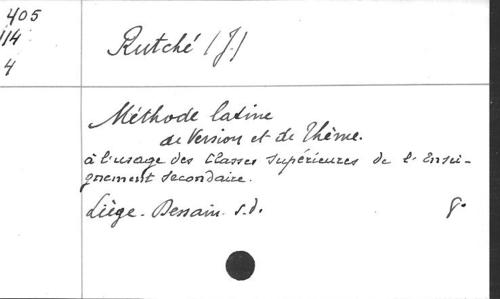 405
114
4
Rutché (J.)
Méthode latine
de Version et de Thème.
à l'usage des Classes supérieures de l'Ensei-
gnement secondaire.
Liège. Dessain. s.d.
8°